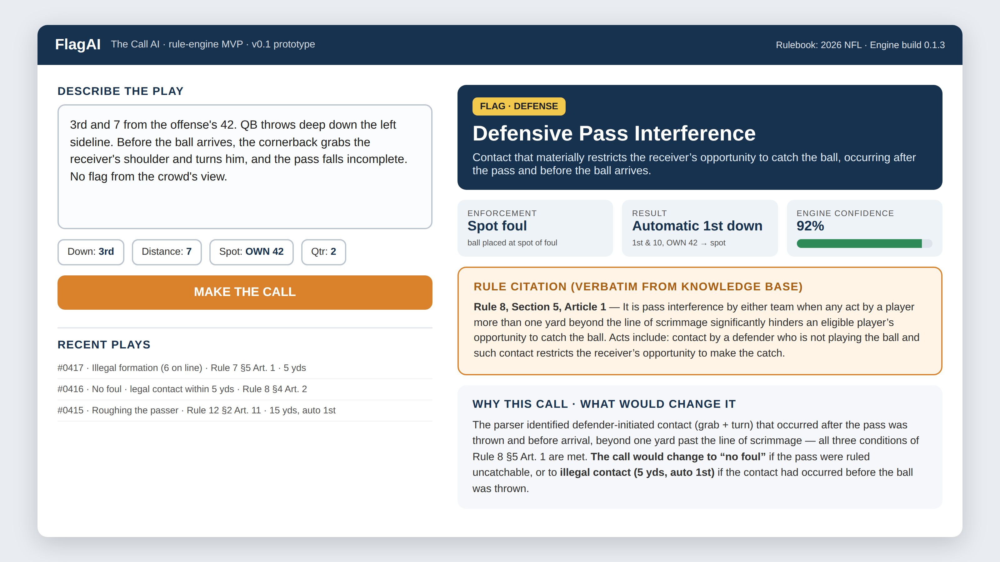 FlagAI The Call AI · rule-engine MVP · v0.1 prototype
Rulebook: 2026 NFL · Engine build 0.1.3
DESCRIBE THE PLAY
3rd and 7 from the offense's 42. QB throws deep down the left
sideline. Before the ball arrives, the cornerback grabs the
receiver's shoulder and turns him, and the pass falls incomplete.
No flag from the crowd's view.
Down: 3rd
Distance: 7
Spot: OWN 42
Qtr: 2
MAKE THE CALL
RECENT PLAYS
#0417 · Illegal formation (6 on line) · Rule 7 §5 Art. 1 · 5 yds
#0416 · No foul · legal contact within 5 yds · Rule 8 §4 Art. 2
#0415 · Roughing the passer · Rule 12 §2 Art. 11 · 15 yds, auto 1st
FLAG · DEFENSE
Defensive Pass Interference
Contact that materially restricts the receiver’s opportunity to catch the ball, occurring after
the pass and before the ball arrives.
ENFORCEMENT
Spot foul
ball placed at spot of foul
RESULT
Automatic 1st down
1st & 10, OWN 42 → spot
ENGINE CONFIDENCE
92%
RULE CITATION (VERBATIM FROM KNOWLEDGE BASE)
Rule 8, Section 5, Article 1 — It is pass interference by either team when any act by a player
more than one yard beyond the line of scrimmage significantly hinders an eligible player’s
opportunity to catch the ball. Acts include: contact by a defender who is not playing the ball and
such contact restricts the receiver’s opportunity to make the catch.
WHY THIS CALL · WHAT WOULD CHANGE IT
The parser identified defender-initiated contact (grab + turn) that occurred after the pass was
thrown and before arrival, beyond one yard past the line of scrimmage — all three conditions of
Rule 8 §5 Art. 1 are met. The call would change to “no foul” if the pass were ruled
uncatchable, or to illegal contact (5 yds, auto 1st) if the contact had occurred before the ball
was thrown.